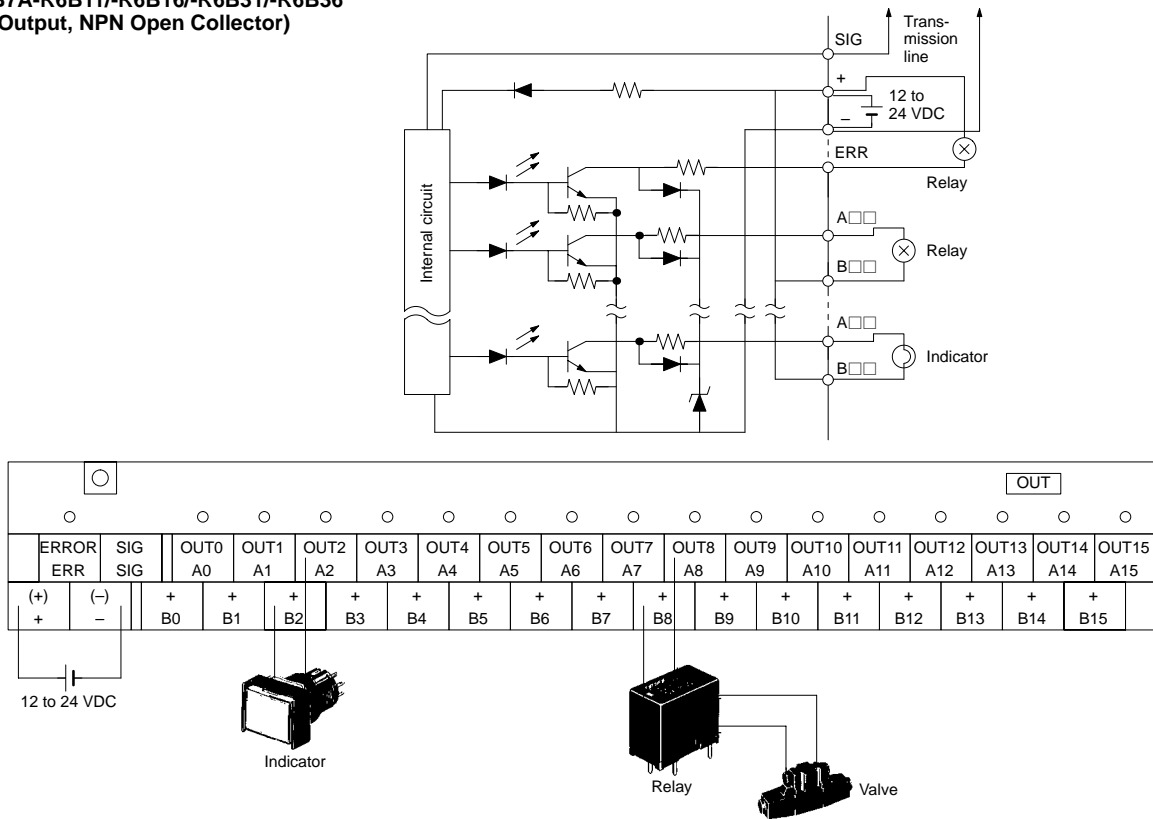 B7A-R6B11/-R6B16/-R6B31/-R6B36
Output, NPN Open Collector)
SIG
Trans-
mission
line
+
12 to
24 VDC
–
ERR
Relay
Internal circuit
A□□
Relay
B□□
A□□
Indicator
B□□
OUT
ERROR SIG OUT0 OUT1 OUT2 OUT3 OUT4 OUT5 OUT6 OUT7 OUT8 OUT9 OUT10 OUT11 OUT12 OUT13 OUT14 OUT15
ERR SIG A0 A1 A2 A3 A4 A5 A6 A7 A8 A9 A10 A11 A12 A13 A14 A15
(+) (–) + + + + + + + + + + + + + + + +
+ – B0 B1 B2 B3 B4 B5 B6 B7 B8 B9 B10 B11 B12 B13 B14 B15
12 to 24 VDC
Indicator
Relay
Valve